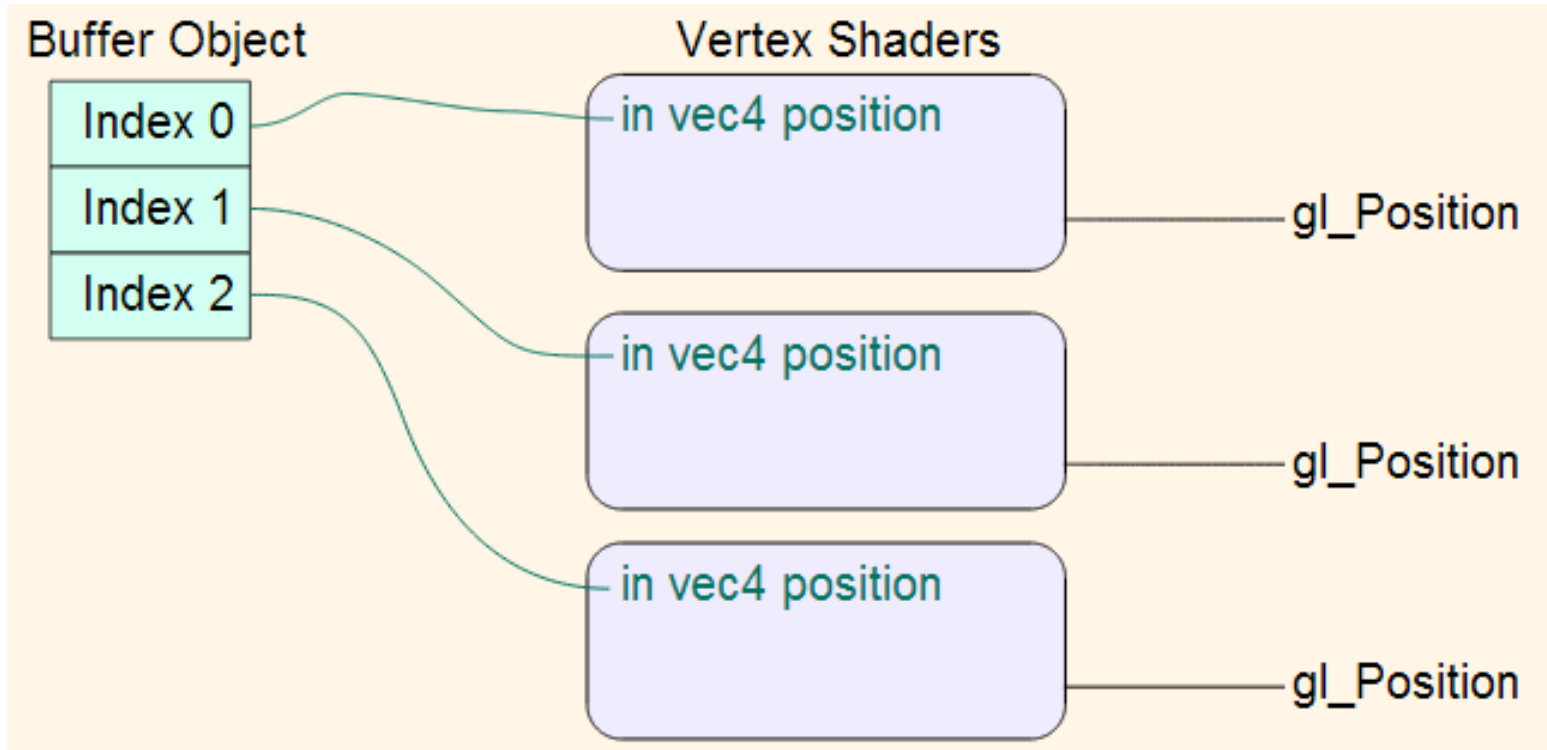 Buffer Object
Vertex Shaders
Index 0
in vec4 position
Index 1
gl_Position
Index 2
in vec4 position
gl_Position
in vec4 position
gl_Position